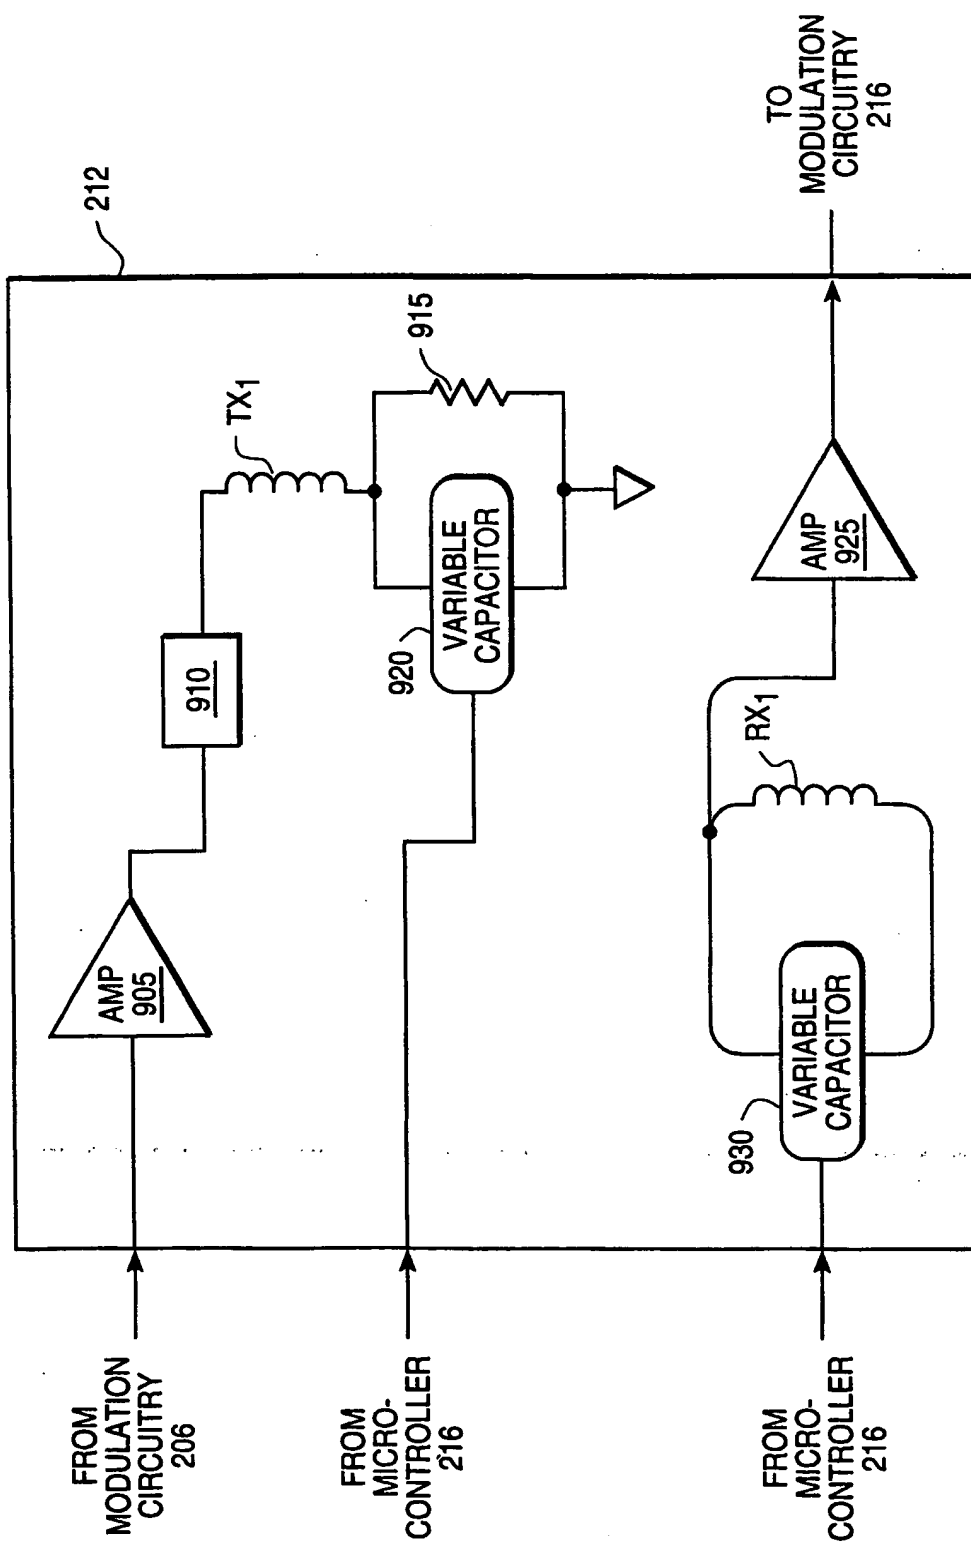 212
FROM
MODULATION
CIRCUITRY
206
AMP
905
910
TX1
915
FROM
MICRO-
CONTROLLER
216
920
VARIABLE
CAPACITOR
FROM
MICRO-
CONTROLLER
216
930
VARIABLE
CAPACITOR
RX1
AMP
925
TO
MODULATION
CIRCUITRY
216